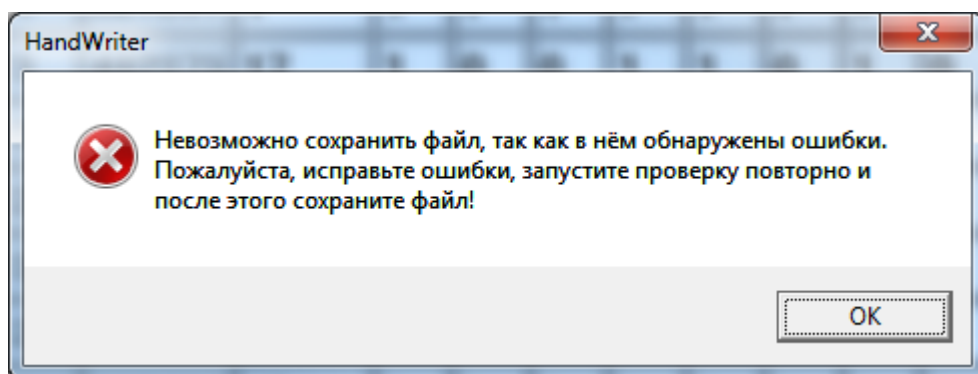 HandWriter
Невозможно сохранить файл, так как в нём обнаружены ошибки.
Пожалуйста, исправьте ошибки, запустите проверку повторно и
после этого сохраните файл!
OK